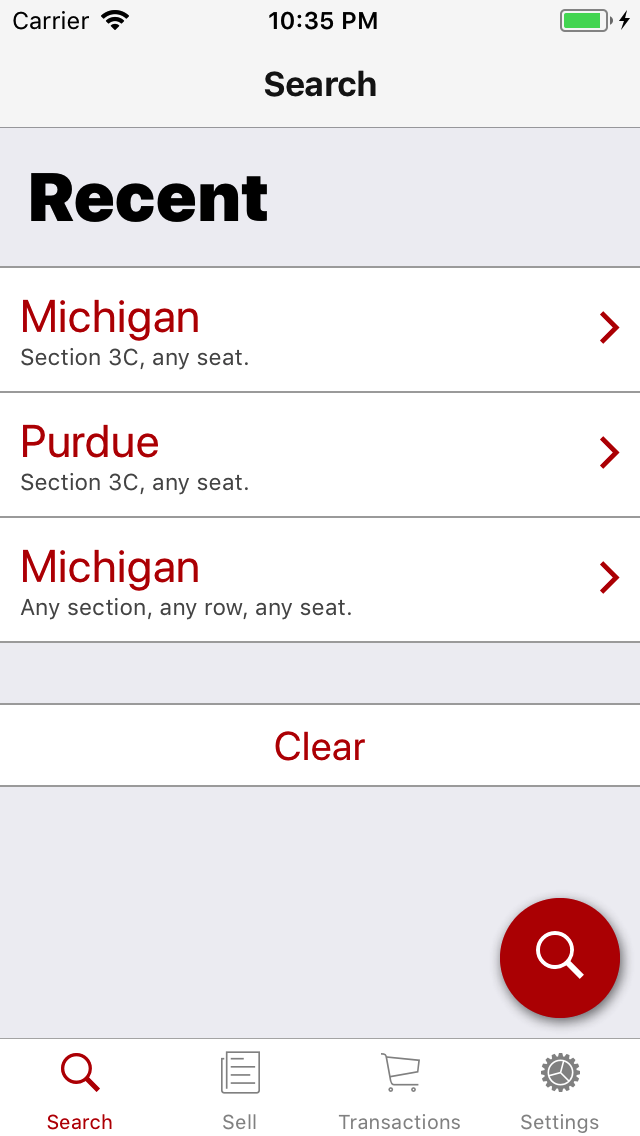 Carrier 10:35 PM
Search
Recent
Michigan
Section 3C, any seat.
Purdue
Section 3C, any seat.
Michigan
Any section, any row, any seat.
Clear
Search Sell Transactions Settings